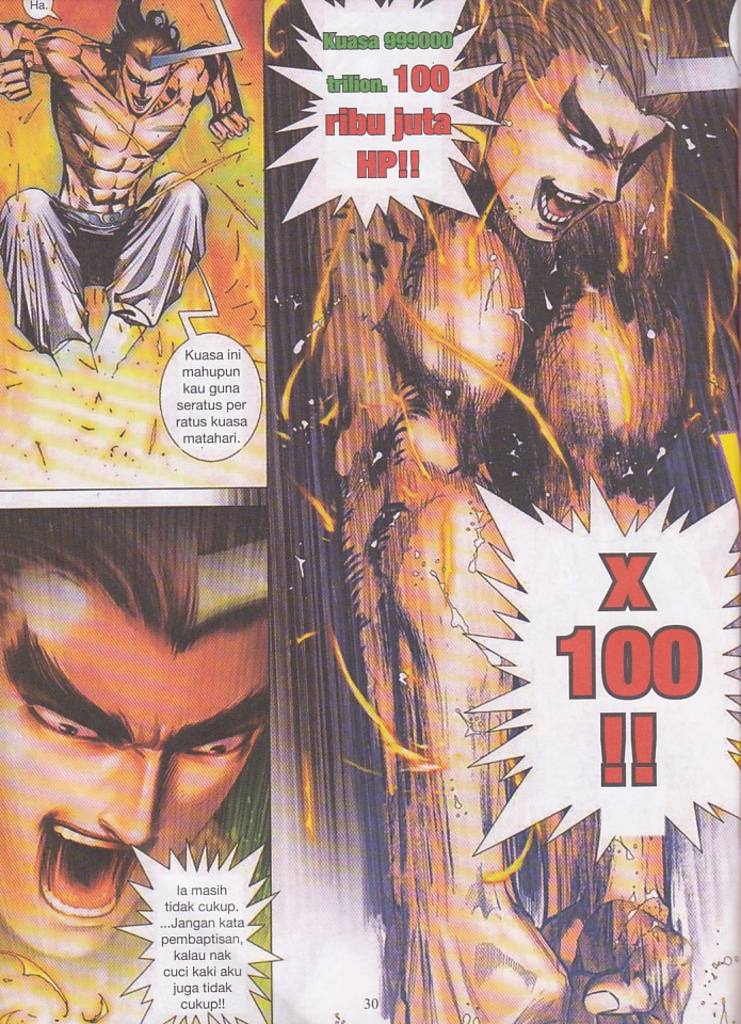 Ha.
Kuasa 999000
trilion. 100
ribu juta
HP!!
Kuasa ini
mahupun
kau guna
seratus per
ratus kuasa
matahari.
X
100
!!
Ia masih
tidak cukup.
...Jangan kata
pembaptisan,
kalau nak
cuci kaki aku
juga tidak
cukup!!
30